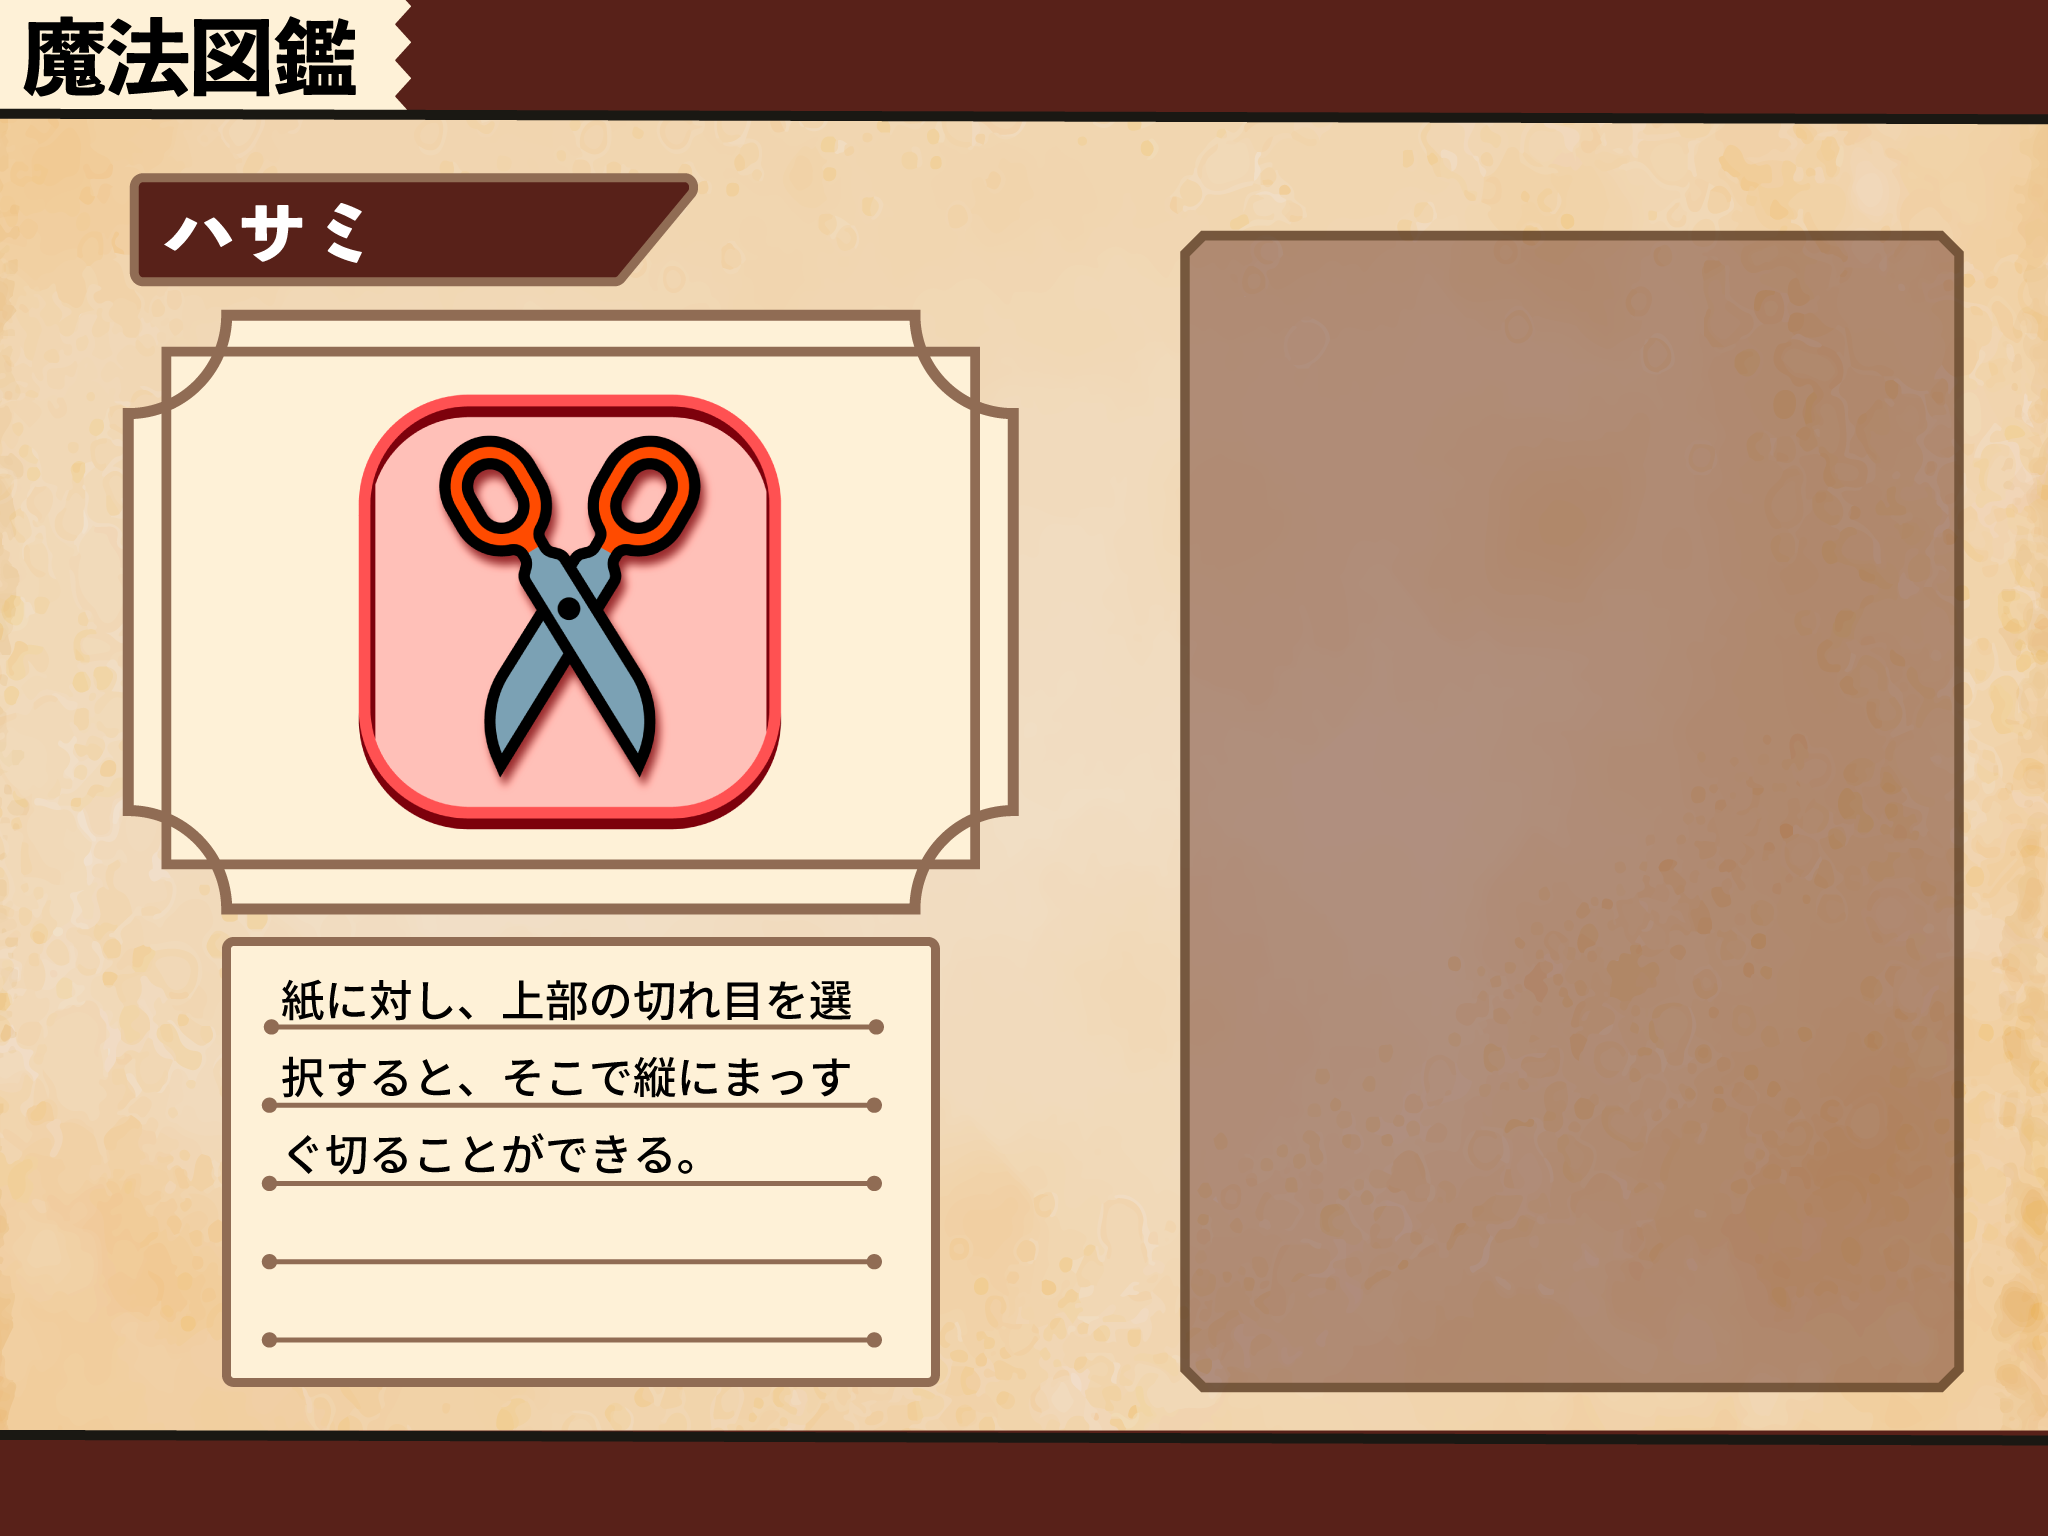 魔法図鑑
ハサミ
紙に対し、上部の切れ目を選
択すると、そこで縦にまっす
ぐ切ることができる。